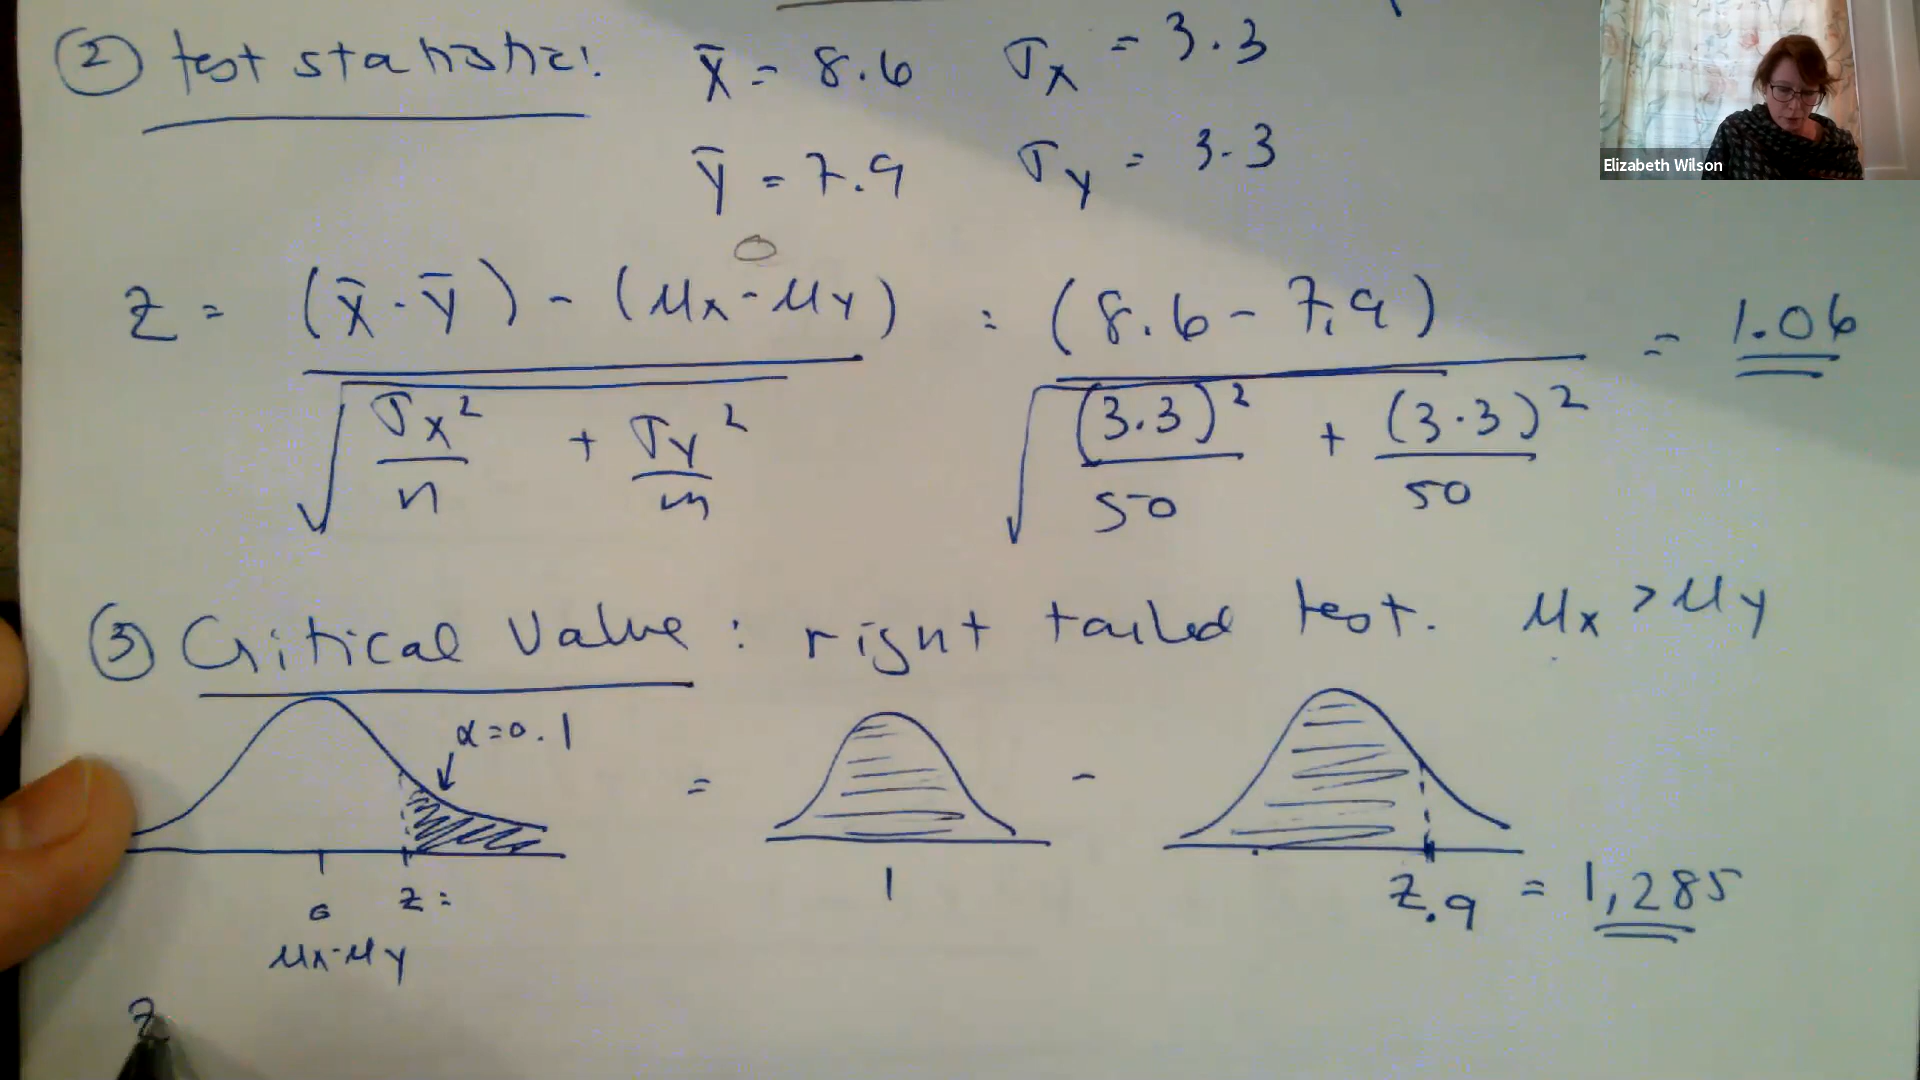 ② test statistic: x̄ = 8.6 σx = 3.3
ȳ = 7.9 σy = 3.3
Elizabeth Wilson
0
z = (x̄ - ȳ) - (μx - μy) = (8.6 - 7.9) = 1.06
√ σx² / n + σy² / m √ (3.3)² / 50 + (3.3)² / 50
③ Critical Value : right tailed test. μx > μy
α = 0.1
= -
0 z = 1 z.9 = 1,285
μx-μy
z